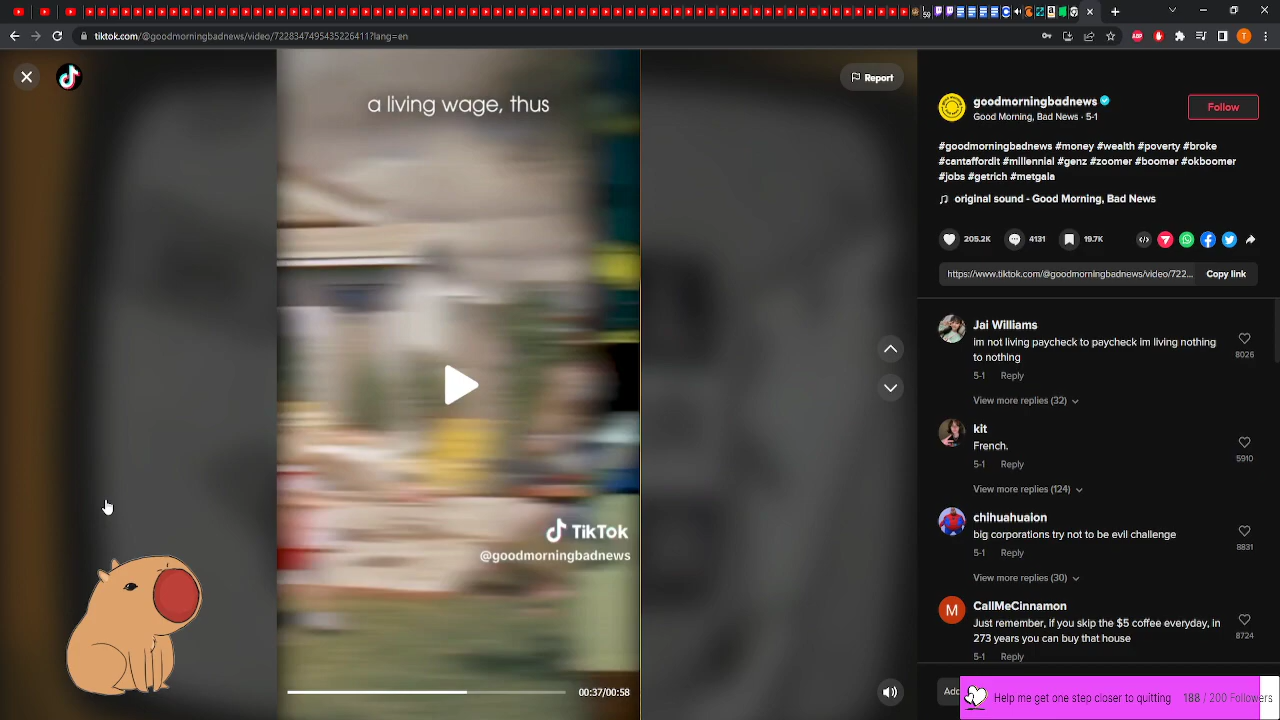 59
T
tiktok.com/@goodmorningbadnews/video/7228347495435226411?lang=en
a living wage, thus
TikTok
@goodmorningbadnews
00:37/00:58
Report
goodmorningbadnews
Good Morning, Bad News · 5-1
Follow
#goodmorningbadnews #money #wealth #poverty #broke
#millennial #genz #zoomer #boomer #okboomer
#jobs #getrich #metgala
original sound - Good Morning, Bad News
205.2K
4131
19.7K
https://www.tiktok.com/@goodmorningbadnews/video/722...
Copy link
Jai Williams
im not living paycheck to paycheck im living nothing
to nothing
8026
5-1 Reply
View more replies (32)
kit
French.
5910
5-1 Reply
View more replies (124)
chihuahuaion
big corporations try not to be evil challenge
8831
5-1 Reply
View more replies (30)
M
CallMeCinnamon
Just remember, if you skip the $5 coffee everyday, in
273 years you can buy that house
8724
5-1 Reply
Add
Help me get one step closer to quitting 188 / 200 Followers